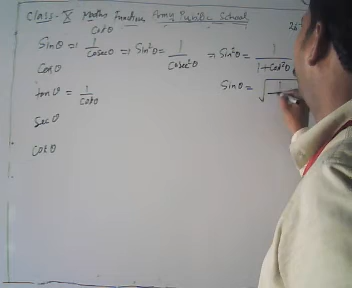 Class-X Maths Army Public School
Cotθ
Sinθ = 1/Cosecθ => Sin²θ = 1/Cosec²θ => Sin²θ = 1/1+Cot²θ
Cosθ
Sinθ = √1
tanθ = 1/Cotθ
Secθ
Cotθ